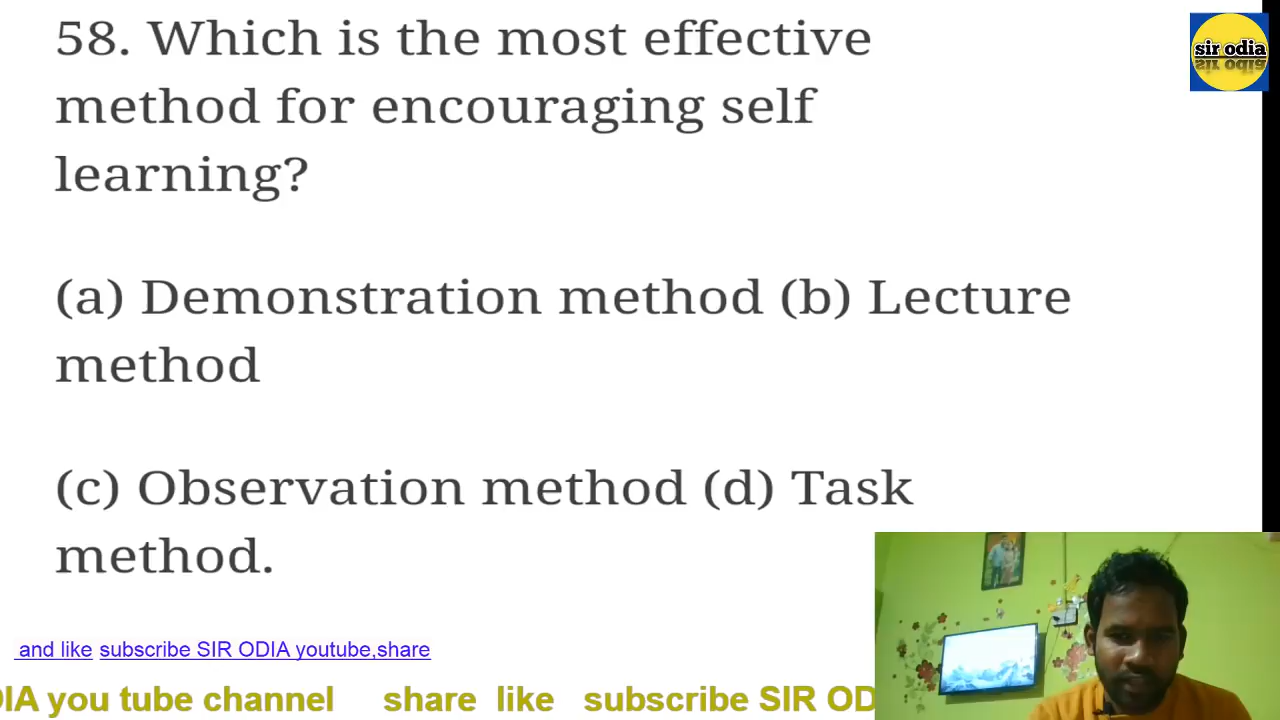 58. Which is the most effective
method for encouraging self
learning?
(a) Demonstration method (b) Lecture
method
(c) Observation method (d) Task
method.
sir odia
and like subscribe SIR ODIA youtube,share
DIA you tube channel share like subscribe SIR OD